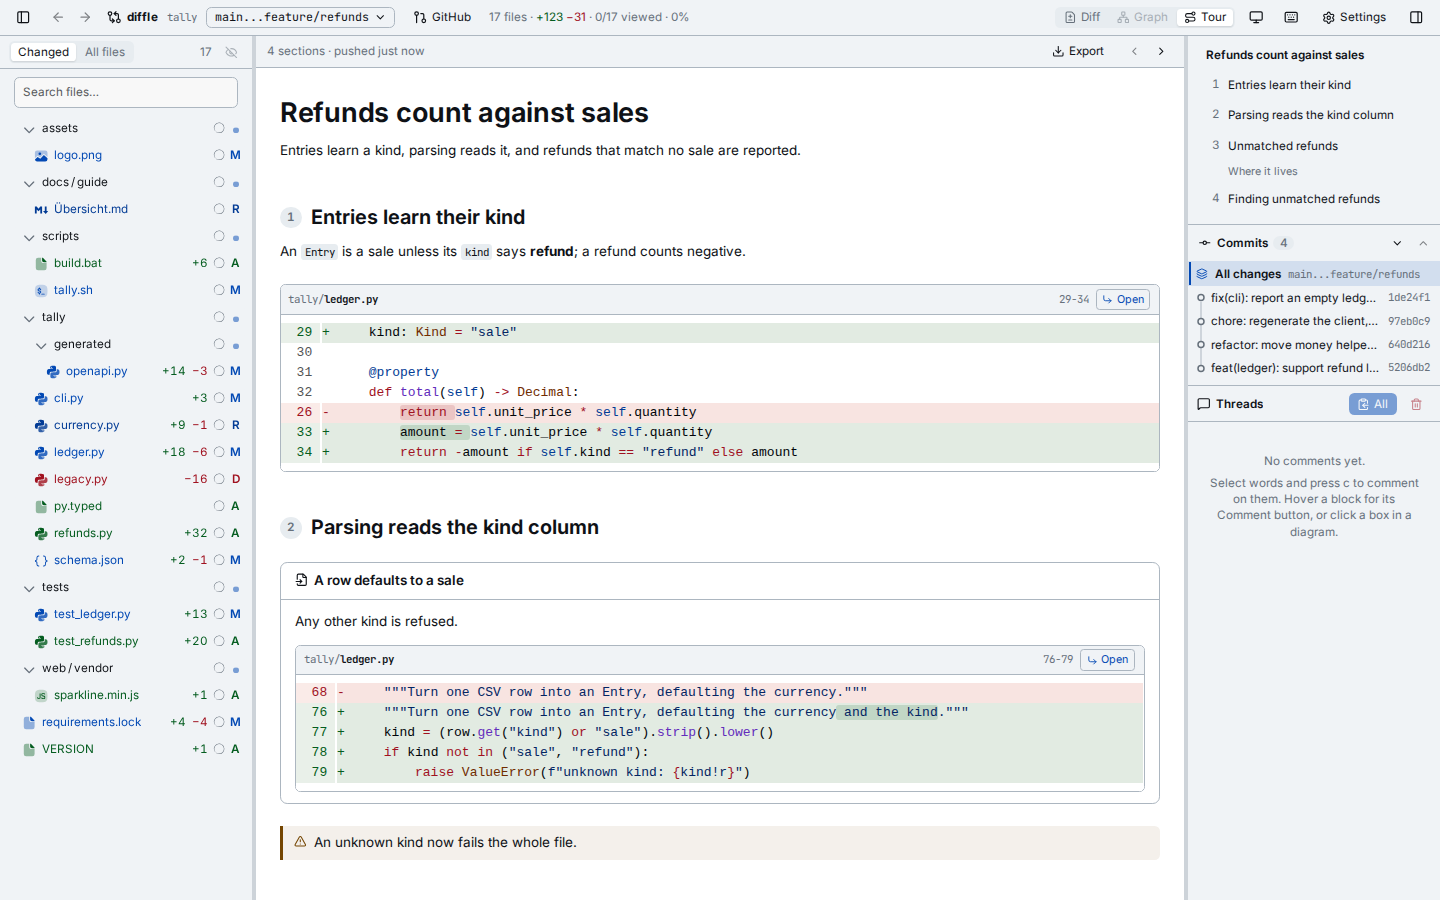 diffle tally main...feature/refunds GitHub 17 files · +123 −31 · 0/17 viewed · 0% Diff Graph Tour Settings
Changed All files 17
Search files...
assets
logo.png M
docs/guide
Übersicht.md R
scripts
build.bat +6 A
tally.sh M
tally
generated
openapi.py +14 −3 M
cli.py +3 M
currency.py +9 −1 R
ledger.py +18 −6 M
legacy.py −16 D
py.typed A
refunds.py +32 A
schema.json +2 −1 M
tests
test_ledger.py +13 M
test_refunds.py +20 A
web/vendor
sparkline.min.js +1 A
requirements.lock +4 −4 M
VERSION +1 A
4 sections · pushed just now Export
Refunds count against sales
Entries learn a kind, parsing reads it, and refunds that match no sale are reported.
1 Entries learn their kind
An Entry is a sale unless its kind says refund; a refund counts negative.
tally/ledger.py 29-34 Open
29 + kind: Kind = "sale"
30
31 @property
32 def total(self) -> Decimal:
26 - return self.unit_price * self.quantity
33 + amount = self.unit_price * self.quantity
34 + return -amount if self.kind == "refund" else amount
2 Parsing reads the kind column
A row defaults to a sale
Any other kind is refused.
tally/ledger.py 76-79 Open
68 - """Turn one CSV row into an Entry, defaulting the currency."""
76 + """Turn one CSV row into an Entry, defaulting the currency and the kind."""
77 + kind = (row.get("kind") or "sale").strip().lower()
78 + if kind not in ("sale", "refund"):
79 + raise ValueError(f"unknown kind: {kind!r}")
An unknown kind now fails the whole file.
Refunds count against sales
1 Entries learn their kind
2 Parsing reads the kind column
3 Unmatched refunds
Where it lives
4 Finding unmatched refunds
Commits 4
All changes main...feature/refunds
fix(cli): report an empty ledg... 1de24f1
chore: regenerate the client,... 97eb0c9
refactor: move money helpe... 640d216
feat(ledger): support refund l... 5206db2
Threads All
No comments yet.
Select words and press c to comment
on them. Hover a block for its
Comment button, or click a box in a
diagram.